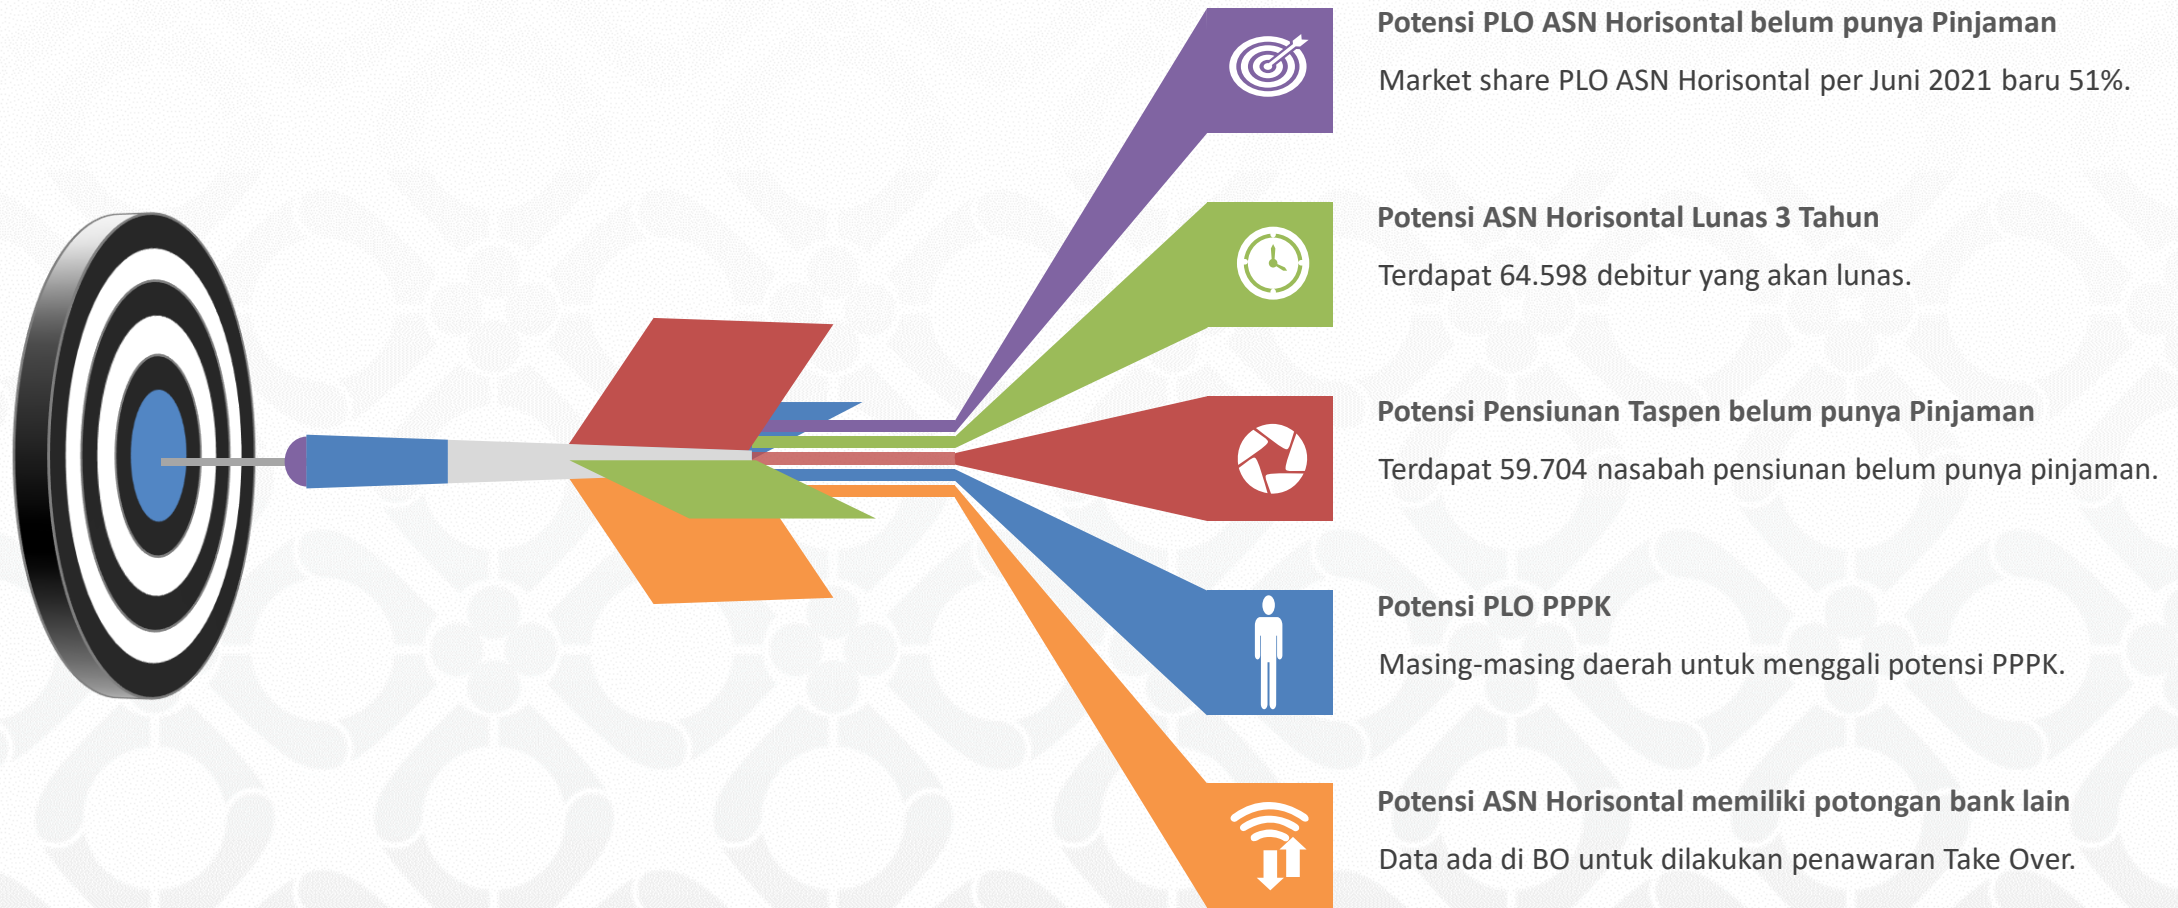 Potensi PLO ASN Horisontal belum punya Pinjaman
Market share PLO ASN Horisontal per Juni 2021 baru 51%.
Potensi ASN Horisontal Lunas 3 Tahun
Terdapat 64.598 debitur yang akan lunas.
Potensi Pensiunan Taspen belum punya Pinjaman
Terdapat 59.704 nasabah pensiunan belum punya pinjaman.
Potensi PLO PPPK
Masing-masing daerah untuk menggali potensi PPPK.
Potensi ASN Horisontal memiliki potongan bank lain
Data ada di BO untuk dilakukan penawaran Take Over.